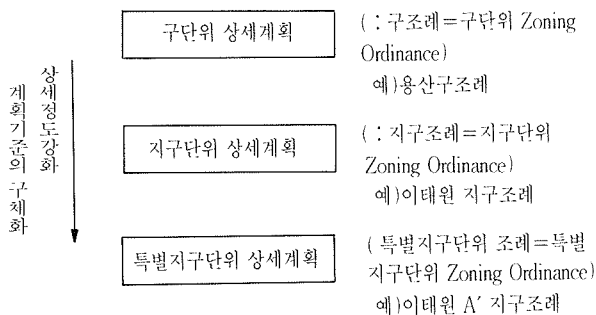 구단위 상세계획
( : 구조례=구단위 Zoning
Ordinance)
예)용산구조례
상세정도강화
계획기준의 구체화
지구단위 상세계획
( : 지구조례=지구단위
Zoning Ordinance)
예)이태원 지구조례
특별지구단위 상세계획
( 특별지구단위 조례=특별
지구단위 Zoning Ordinance)
예)이태원 A′ 지구조례